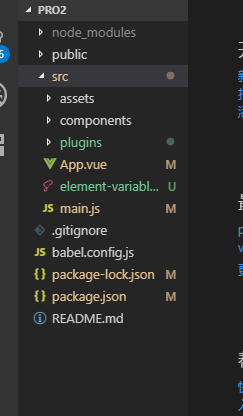 PRO2
node_modules
public
src
assets
components
plugins
App.vue M
element-variabl... U
main.js M
.gitignore
babel.config.js
package-lock.json M
package.json M
README.md